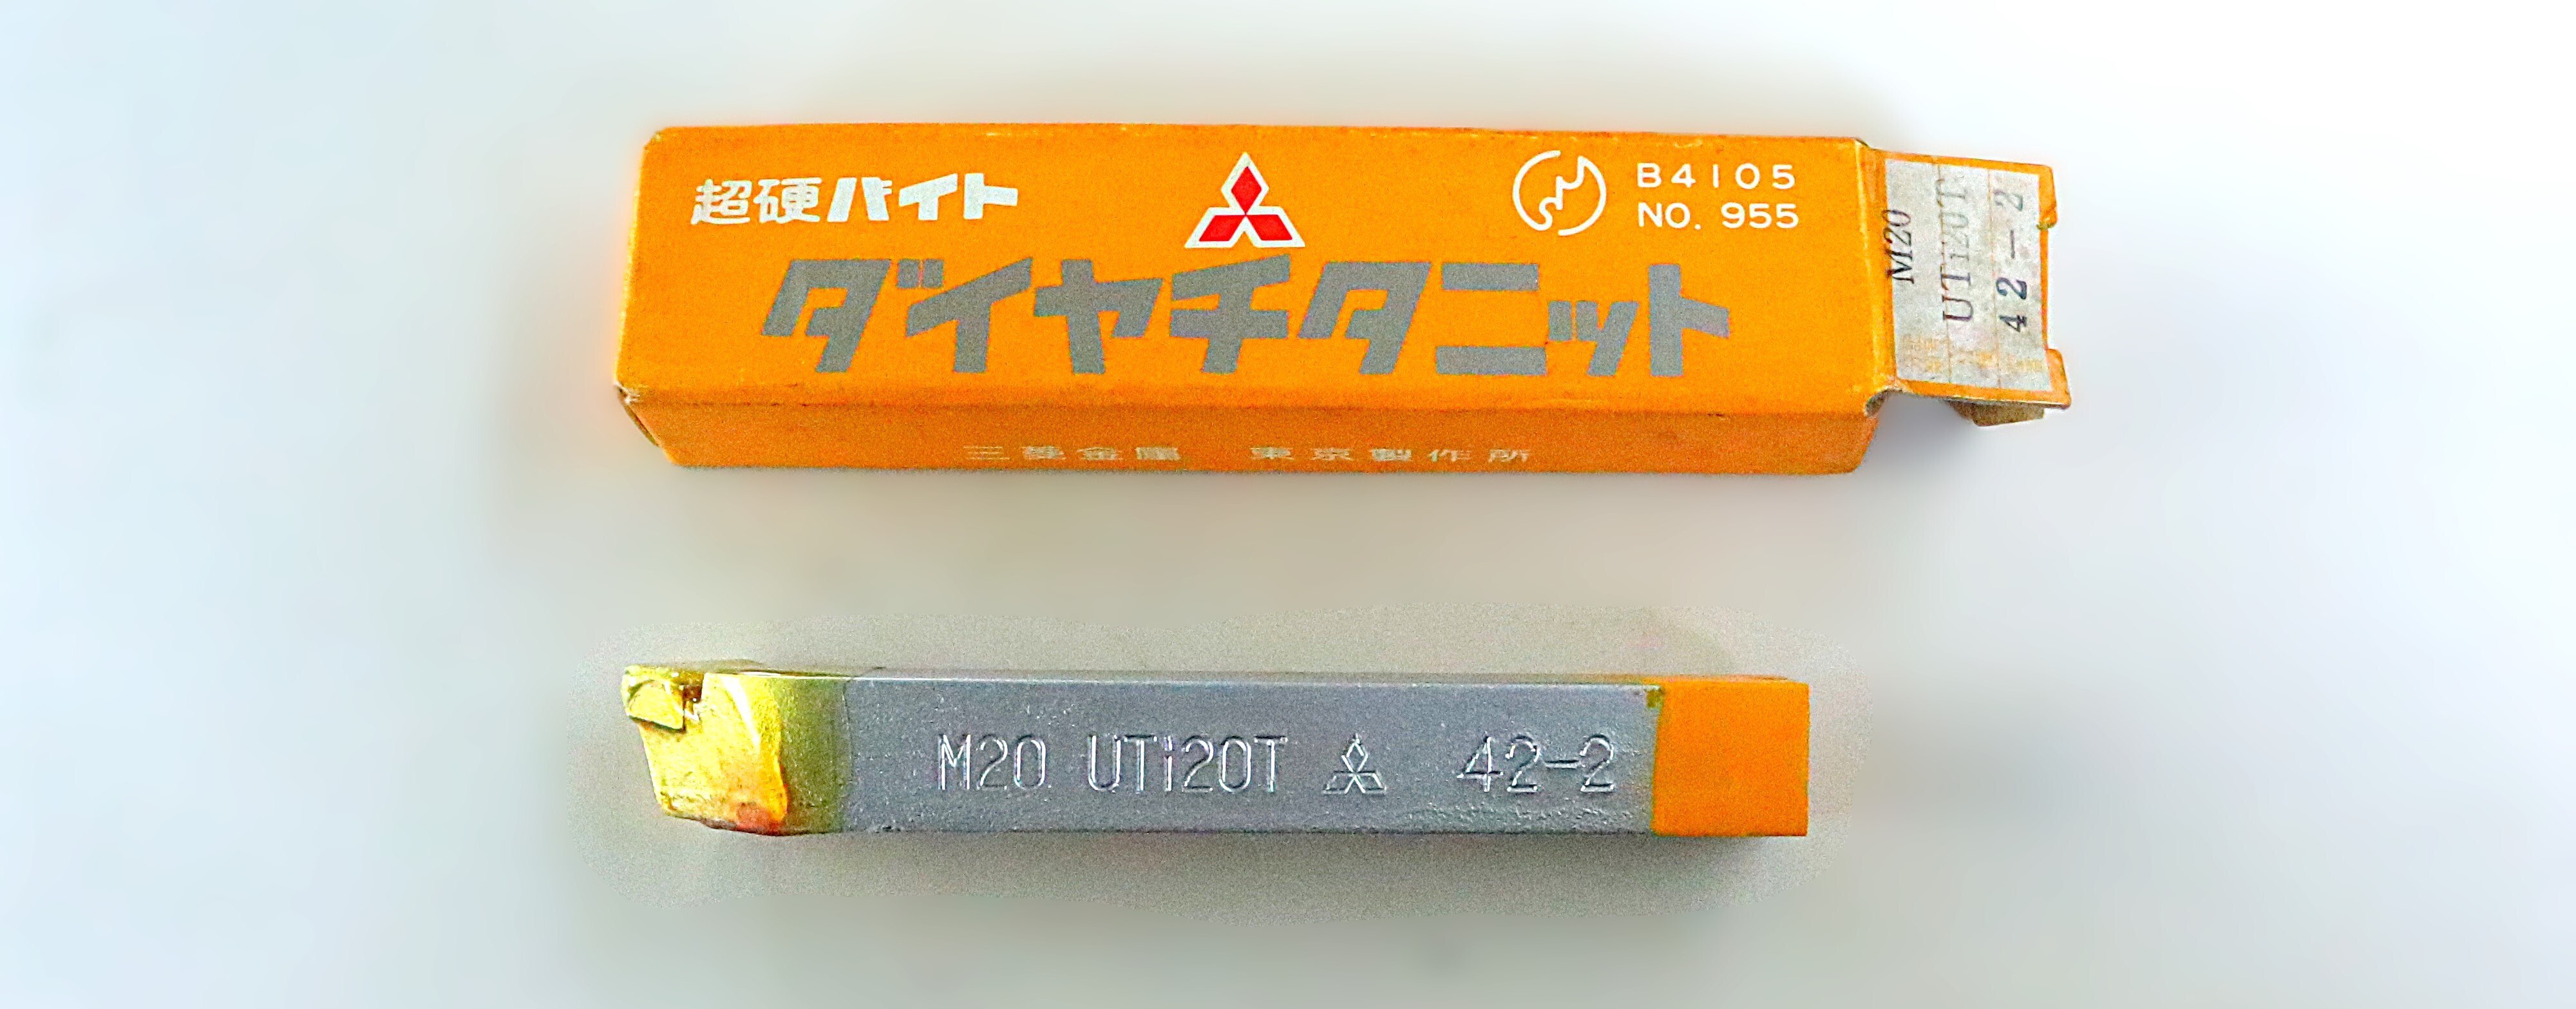 超硬バイト
B4105
NO. 955
ダイヤチタニット
三菱金属 東京製作所
M20
UTi20T
42-2
M20 UTi20T 42-2